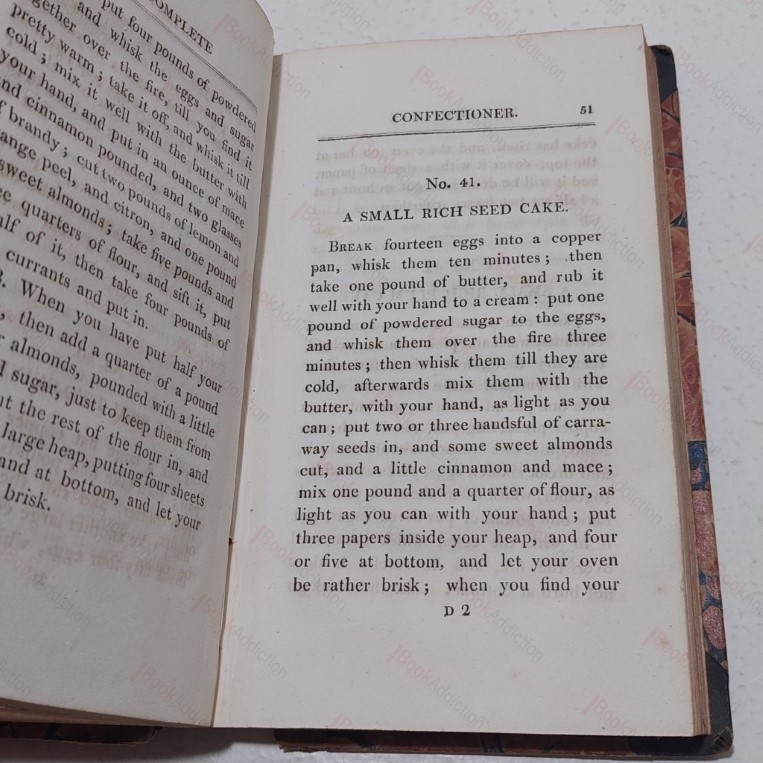 COMPLETE
put four pounds of powdered
and whisk the eggs and sugar
over the fire, till you find it
pretty warm; take it off, and whisk it till
cold; mix it well with the butter with
your hand, and put in an ounce of mace
cinnamon pounded, and two glasses
brandy; cut two pounds of lemon and
peel, and citron, and one pound
sweet almonds; take five pounds and
quarters of flour, and sift it, put
of it, then take four pounds of
currants and put in.
When you have put half your
, then add a quarter of a pound
almonds, pounded with a little
sugar, just to keep them from
the rest of the flour in, and
large heap, putting four sheets
and at bottom, and let your
brisk.
CONFECTIONER. 51
No. 41.
A SMALL RICH SEED CAKE.
BREAK fourteen eggs into a copper
pan, whisk them ten minutes; then
take one pound of butter, and rub it
well with your hand to a cream: put one
pound of powdered sugar to the eggs,
and whisk them over the fire three
minutes; then whisk them till they are
cold, afterwards mix them with the
butter, with your hand, as light as you
can; put two or three handsful of carra-
way seeds in, and some sweet almonds
cut, and a little cinnamon and mace;
mix one pound and a quarter of flour, as
light as you can with your hand; put
three papers inside your heap, and four
or five at bottom, and let your oven
be rather brisk; when you find your
D 2
BookAddiction